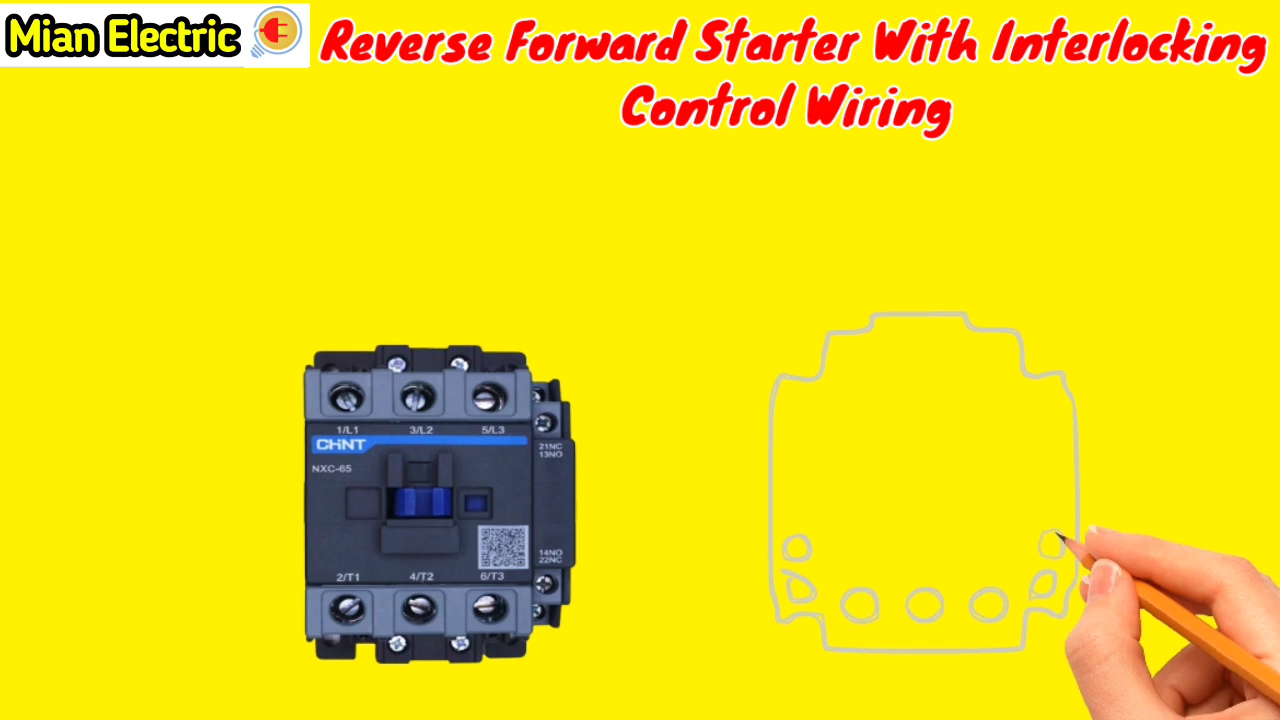 Mian Electric
Reverse Forward Starter With Interlocking
Control Wiring
1/L1 3/L2 5/L3
CHNT
21NC
13NO
NXC-65
14NO
22NC
2/T1 4/T2 6/T3